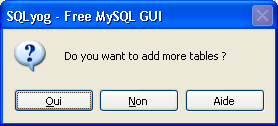 SQLyog - Free MySQL GUI
Do you want to add more tables ?
Oui
Non
Aide